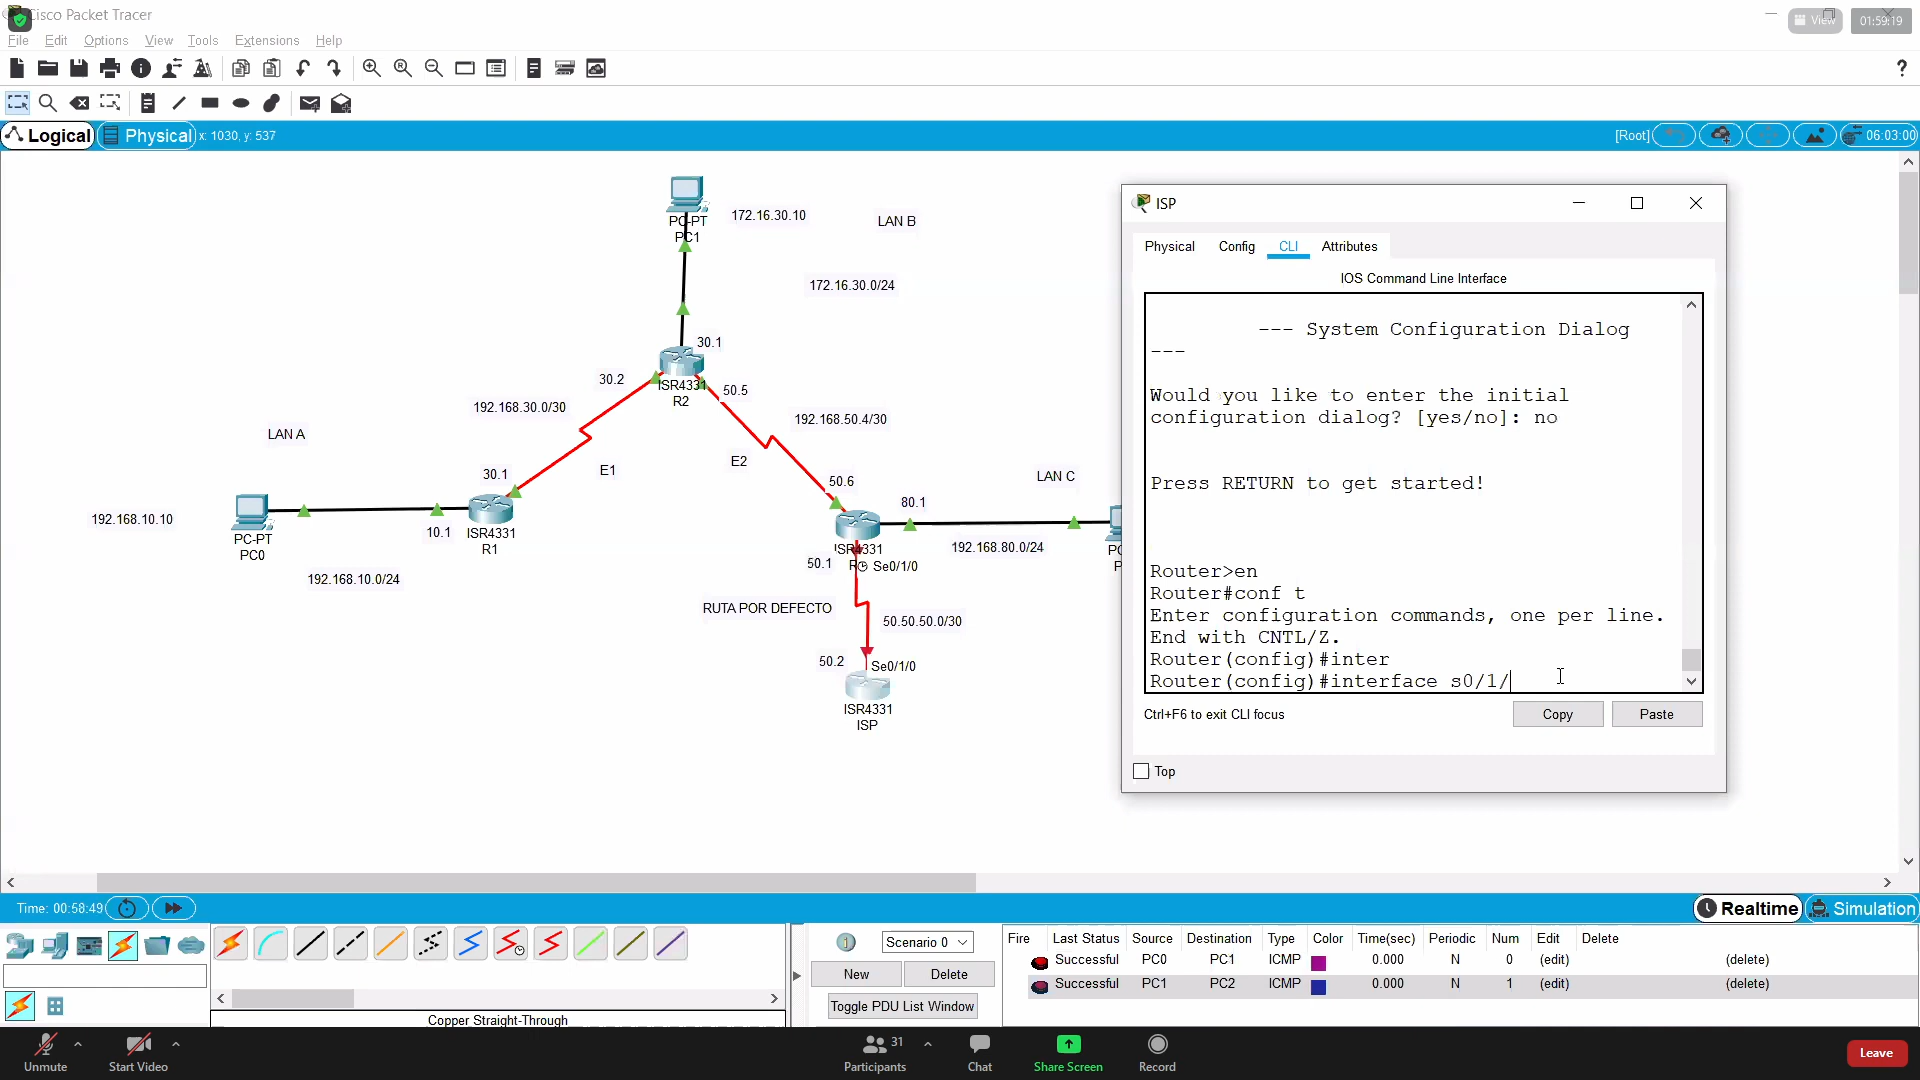 Cisco Packet Tracer
View
01:59:19
File Edit Options View Tools Extensions Help
?
Logical
Physical
x: 1030, y: 537
[Root]
06:03:00
PC-PT
PC1
172.16.30.10
LAN B
172.16.30.0/24
30.1
ISR4331
R2
30.2
50.5
192.168.30.0/30
192.168.50.4/30
LAN A
E1
E2
30.1
50.6
LAN C
192.168.10.10
PC-PT
PC0
10.1
ISR4331
R1
80.1
192.168.10.0/24
ISR4331
50.1
Se0/1/0
192.168.80.0/24
RUTA POR DEFECTO
50.50.50.0/30
50.2
Se0/1/0
ISR4331
ISP
ISP
Physical Config CLI Attributes
IOS Command Line Interface
--- System Configuration Dialog
---
Would you like to enter the initial
configuration dialog? [yes/no]: no
Press RETURN to get started!
Router>en
Router#conf t
Enter configuration commands, one per line.
End with CNTL/Z.
Router(config)#inter
Router(config)#interface s0/1/
Ctrl+F6 to exit CLI focus
Copy
Paste
Top
Time: 00:58:49
Realtime
Simulation
Scenario 0
New
Delete
Toggle PDU List Window
Copper Straight-Through
Fire Last Status Source Destination Type Color Time(sec) Periodic Num Edit Delete
Successful PC0 PC1 ICMP 0.000 N 0 (edit) (delete)
Successful PC1 PC2 ICMP 0.000 N 1 (edit) (delete)
Unmute
Start Video
31
Participants
Chat
Share Screen
Record
Leave